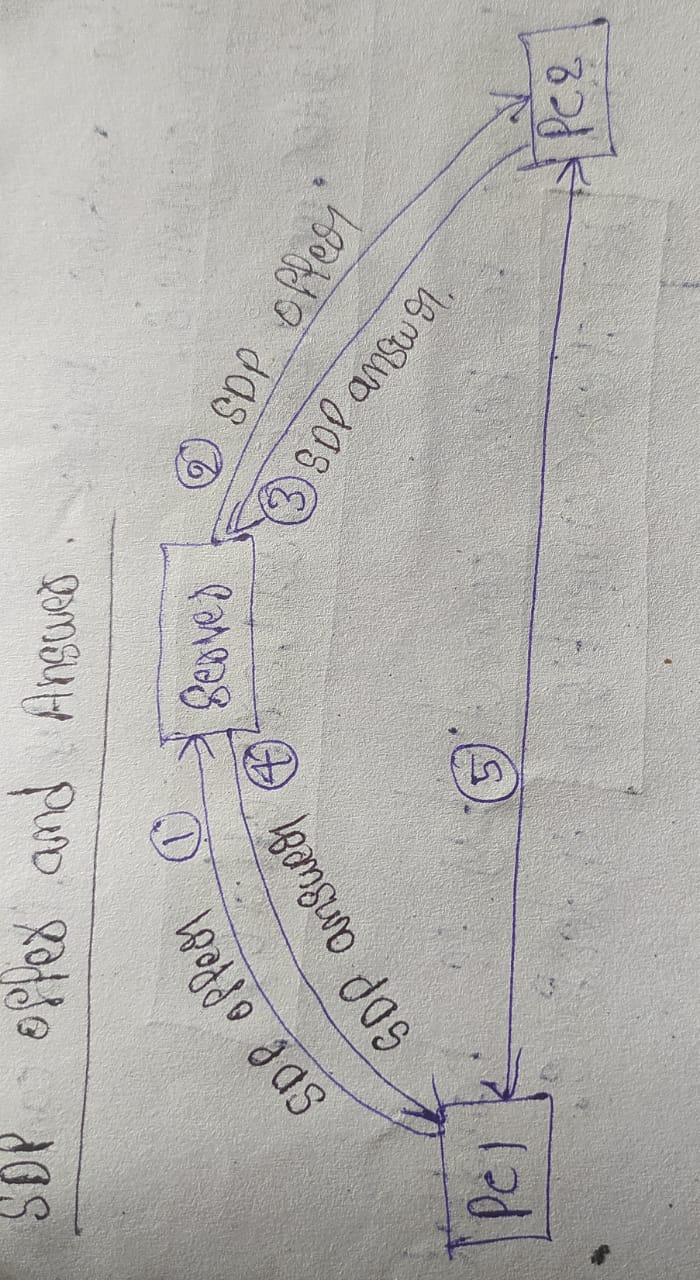 SDP offer and Answer.
① SDP offer
② SDP offer
Server
③ SDP answr.
④ SDP answer
⑤
PC1
PC2